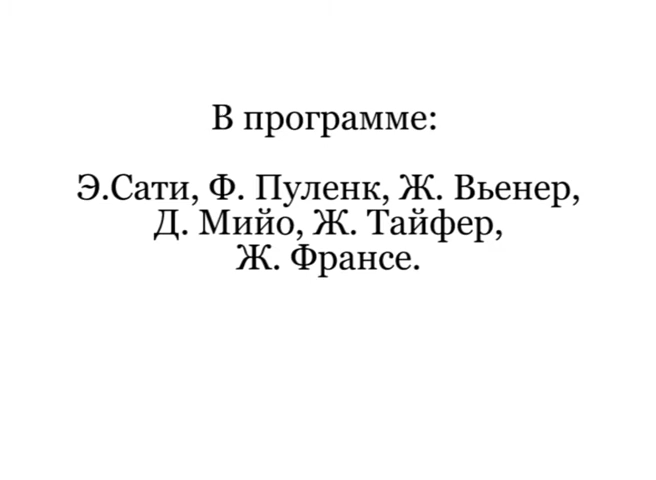 В программе:
Э.Сати, Ф. Пуленк, Ж. Вьенер,
Д. Мийо, Ж. Тайфер,
Ж. Франсе.